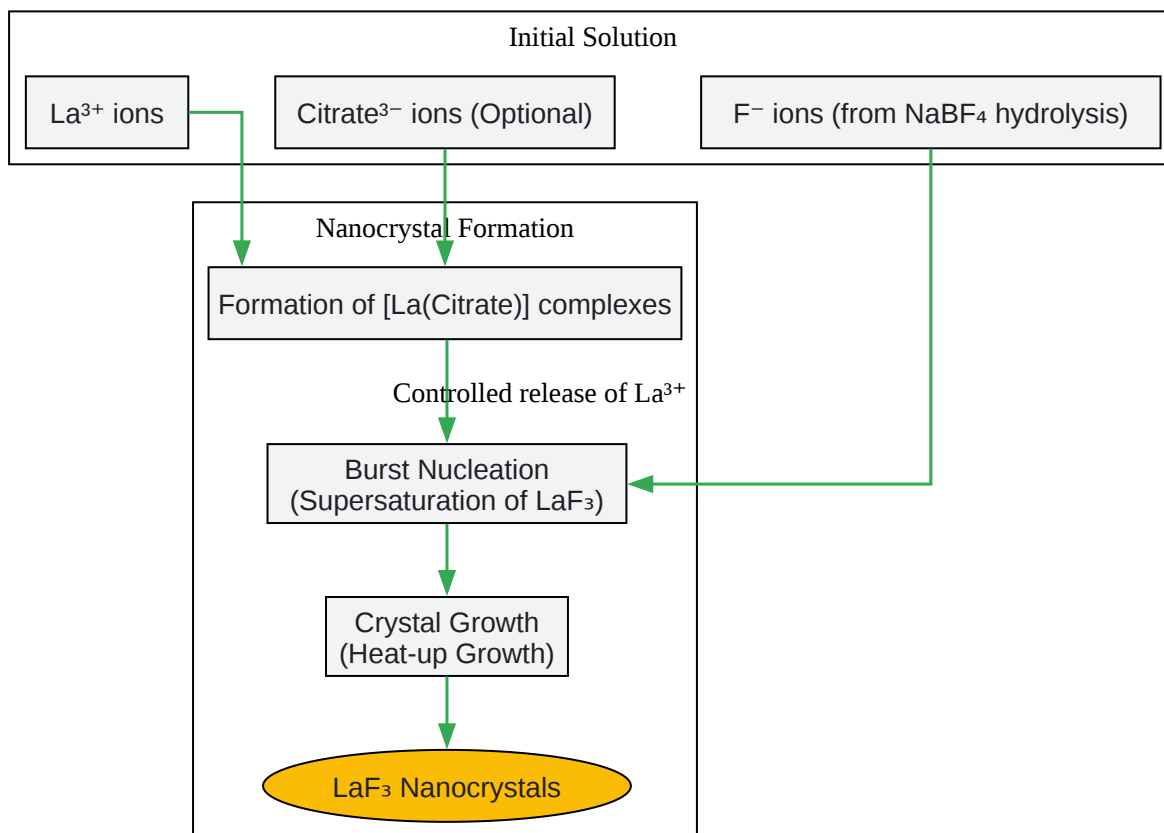 Initial Solution
La³⁺ ions
Citrate³⁻ ions (Optional)
F⁻ ions (from NaBF₄ hydrolysis)
Nanocrystal Formation
Formation of [La(Citrate)] complexes
Controlled release of La³⁺
Burst Nucleation
(Supersaturation of LaF₃)
Crystal Growth
(Heat-up Growth)
LaF₃ Nanocrystals